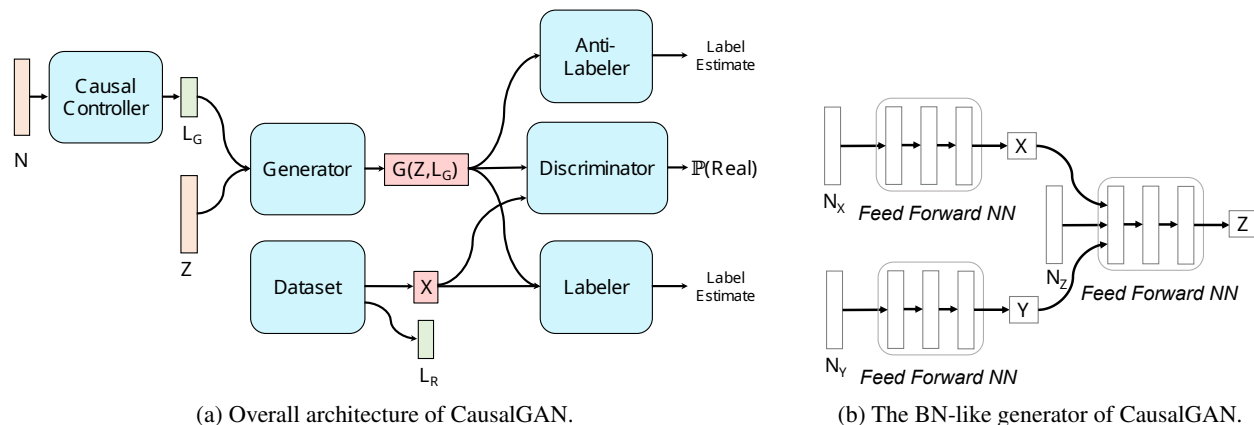 N
Causal
Controller
L_G
Z
Generator
G(Z,L_G)
Anti-
Labeler
Label
Estimate
Discriminator
ℙ(Real)
Dataset
X
L_R
Labeler
Label
Estimate
(a) Overall architecture of CausalGAN.
N_X
Feed Forward NN
X
N_Z
Feed Forward NN
Z
N_Y
Feed Forward NN
Y
(b) The BN-like generator of CausalGAN.